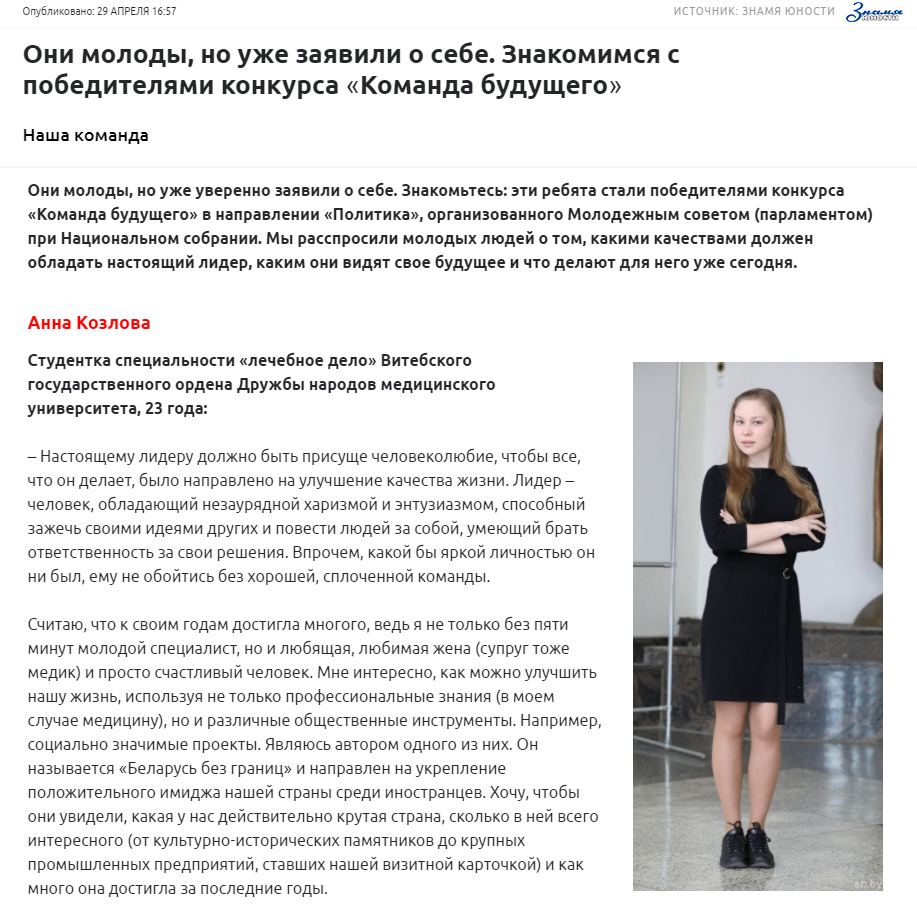 Опубликовано: 29 АПРЕЛЯ 16:57
ИСТОЧНИК: ЗНАМЯ ЮНОСТИ
Знамя
ЮНОСТИ
Они молоды, но уже заявили о себе. Знакомимся с
победителями конкурса «Команда будущего»
Наша команда
Они молоды, но уже уверенно заявили о себе. Знакомьтесь: эти ребята стали победителями конкурса
«Команда будущего» в направлении «Политика», организованного Молодежным советом (парламентом)
при Национальном собрании. Мы расспросили молодых людей о том, какими качествами должен
обладать настоящий лидер, каким они видят свое будущее и что делают для него уже сегодня.
Анна Козлова
Студентка специальности «лечебное дело» Витебского
государственного ордена Дружбы народов медицинского
университета, 23 года:
– Настоящему лидеру должно быть присуще человеколюбие, чтобы все,
что он делает, было направлено на улучшение качества жизни. Лидер –
человек, обладающий незаурядной харизмой и энтузиазмом, способный
зажечь своими идеями других и повести людей за собой, умеющий брать
ответственность за свои решения. Впрочем, какой бы яркой личностью он
ни был, ему не обойтись без хорошей, сплоченной команды.
Считаю, что к своим годам достигла многого, ведь я не только без пяти
минут молодой специалист, но и любящая, любимая жена (супруг тоже
медик) и просто счастливый человек. Мне интересно, как можно улучшить
нашу жизнь, используя не только профессиональные знания (в моем
случае медицину), но и различные общественные инструменты. Например,
социально значимые проекты. Являюсь автором одного из них. Он
называется «Беларусь без границ» и направлен на укрепление
положительного имиджа нашей страны среди иностранцев. Хочу, чтобы
они увидели, какая у нас действительно крутая страна, сколько в ней всего
интересного (от культурно-исторических памятников до крупных
промышленных предприятий, ставших нашей визитной карточкой) и как
много она достигла за последние годы.
sb.by